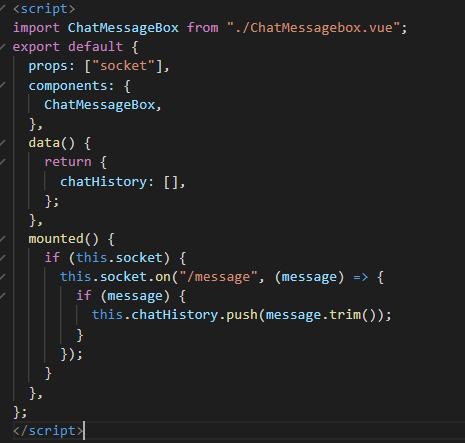 <script>
import ChatMessageBox from "./ChatMessagebox.vue";
export default {
  props: ["socket"],
  components: {
    ChatMessageBox,
  },
  data() {
    return {
      chatHistory: [],
    };
  },
  mounted() {
    if (this.socket) {
      this.socket.on("/message", (message) => {
        if (message) {
          this.chatHistory.push(message.trim());
        }
      });
    }
  },
};
</script>